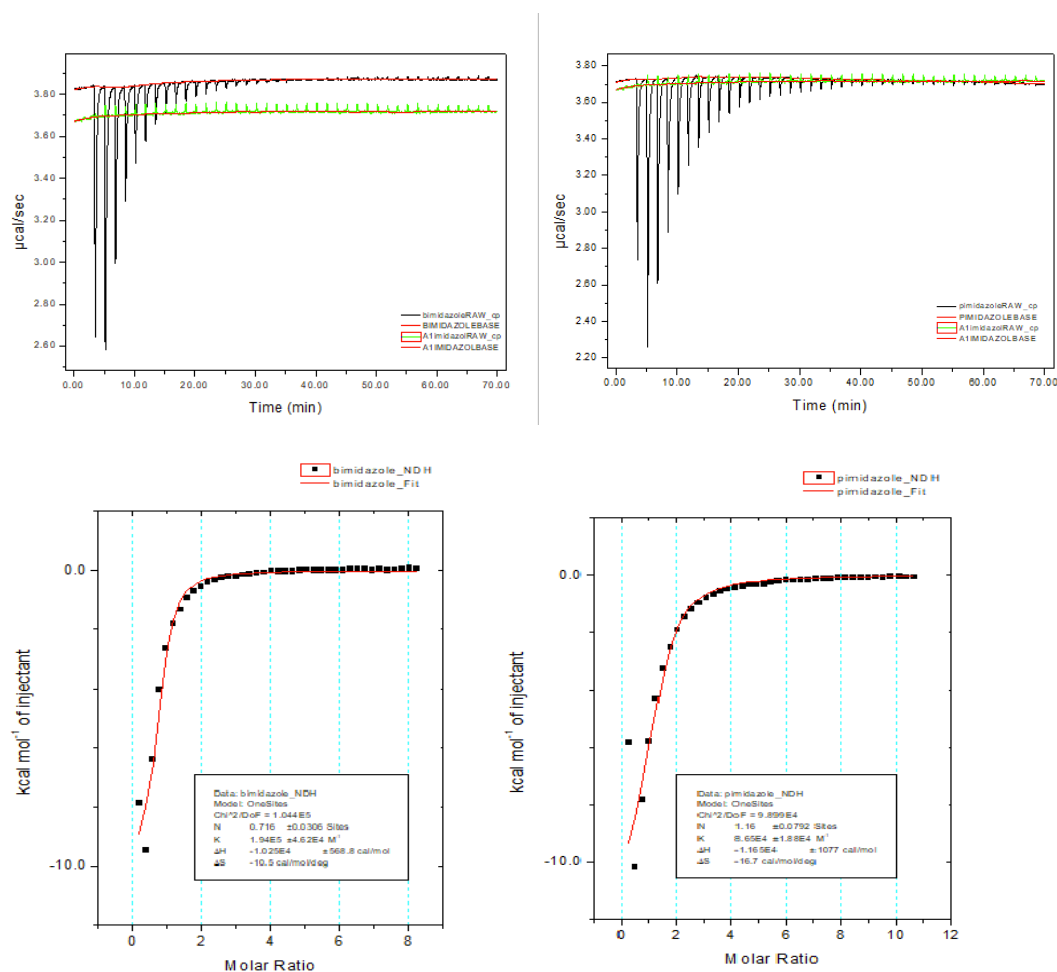 3.80
3.60
3.40
3.20
3.00
2.80
2.60
µcal/sec
0.00 10.00 20.00 30.00 40.00 50.00 60.00 70.00
Time (min)
bimidazoleRAW_cp
BIMIDAZOLEBASE
A1imidazolRAW_cp
A1IMIDAZOLBASE
3.80
3.60
3.40
3.20
3.00
2.80
2.60
2.40
2.20
µcal/sec
0.00 10.00 20.00 30.00 40.00 50.00 60.00 70.00
Time (min)
pimidazoleRAW_cp
PIMIDAZOLEBASE
A1imidazolRAW_cp
A1IMIDAZOLBASE
bimidazole_NDH
bimidazole_Fit
0.0
-10.0
kcal mol⁻¹ of injectant
Data: bimidazole_NDH
Model: OneSites
Chi^2/DoF = 1.044E5
N 0.716 ±0.0306 Sites
K 1.94E5 ±4.62E4 M⁻¹
ΔH -1.025E4 ±568.8 cal/mol
ΔS -10.5 cal/mol/deg
0 2 4 6 8
Molar Ratio
pimidazolle_NDH
pimidazolle_Fit
0.0
-10.0
kcal mol⁻¹ of injectant
Data: pimidazole_NDH
Model: OneSites
Chi^2/DoF = 9.899E4
N 1.16 ±0.0792 Sites
K 8.65E4 ±1.88E4 M⁻¹
ΔH -1.165E4 ±1077 cal/mol
ΔS -16.7 cal/mol/deg
0 2 4 6 8 10 12
Molar Ratio